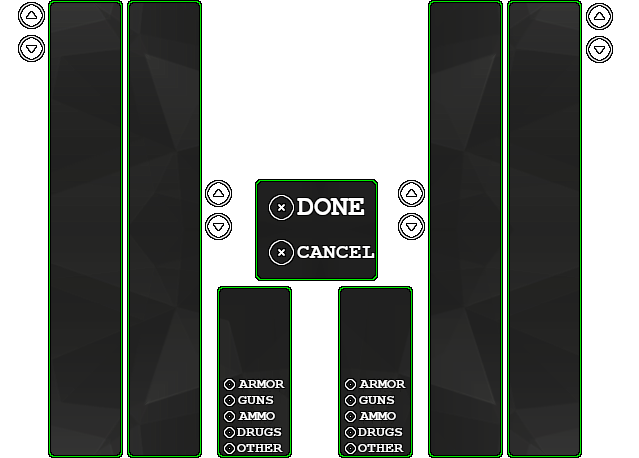 DONE
CANCEL
ARMOR
GUNS
AMMO
DRUGS
OTHER
ARMOR
GUNS
AMMO
DRUGS
OTHER